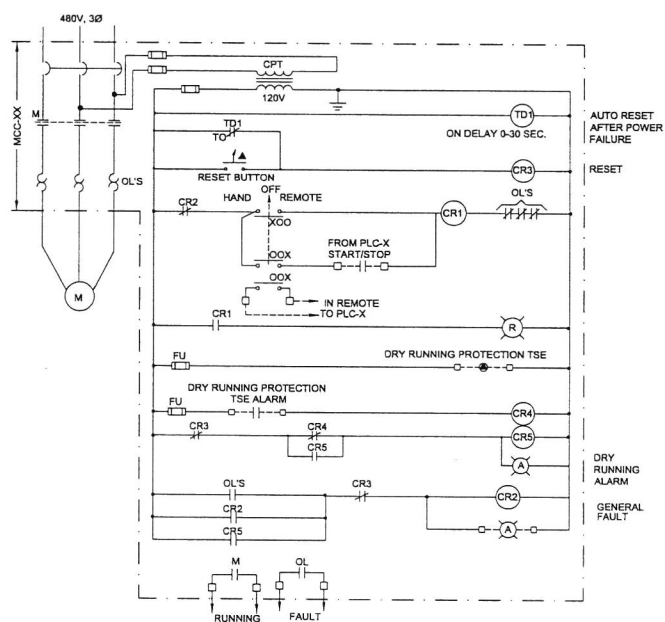 480V, 3Ø
CPT
120V
MCC-XX
M
OL'S
M
TD1
ON DELAY 0-30 SEC.
AUTO RESET
AFTER POWER
FAILURE
TD1
TO
RESET BUTTON
CR3
RESET
CR2
HAND
OFF
REMOTE
XOO
CR1
OL'S
OOX
FROM PLC-X
START/STOP
OOX
IN REMOTE
TO PLC-X
CR1
R
FU
DRY RUNNING PROTECTION TSE
DRY RUNNING PROTECTION
TSE ALARM
FU
CR4
CR3
CR4
CR5
CR5
A
DRY
RUNNING
ALARM
OL'S
CR3
CR2
CR2
CR5
A
GENERAL
FAULT
M
OL
RUNNING
FAULT